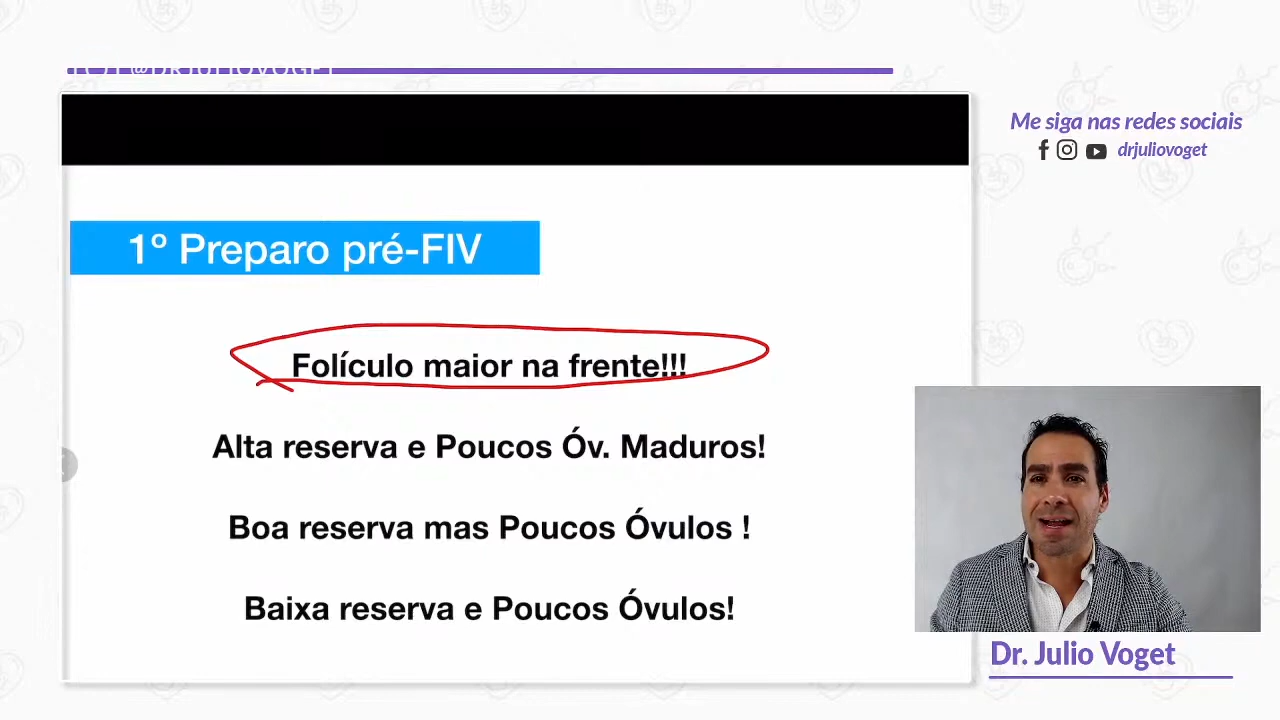 @DRJULIOVOGET
Me siga nas redes sociais
drjuliovoget
1º Preparo pré-FIV
Folículo maior na frente!!!
Alta reserva e Poucos Óv. Maduros!
Boa reserva mas Poucos Óvulos !
Baixa reserva e Poucos Óvulos!
Dr. Julio Voget